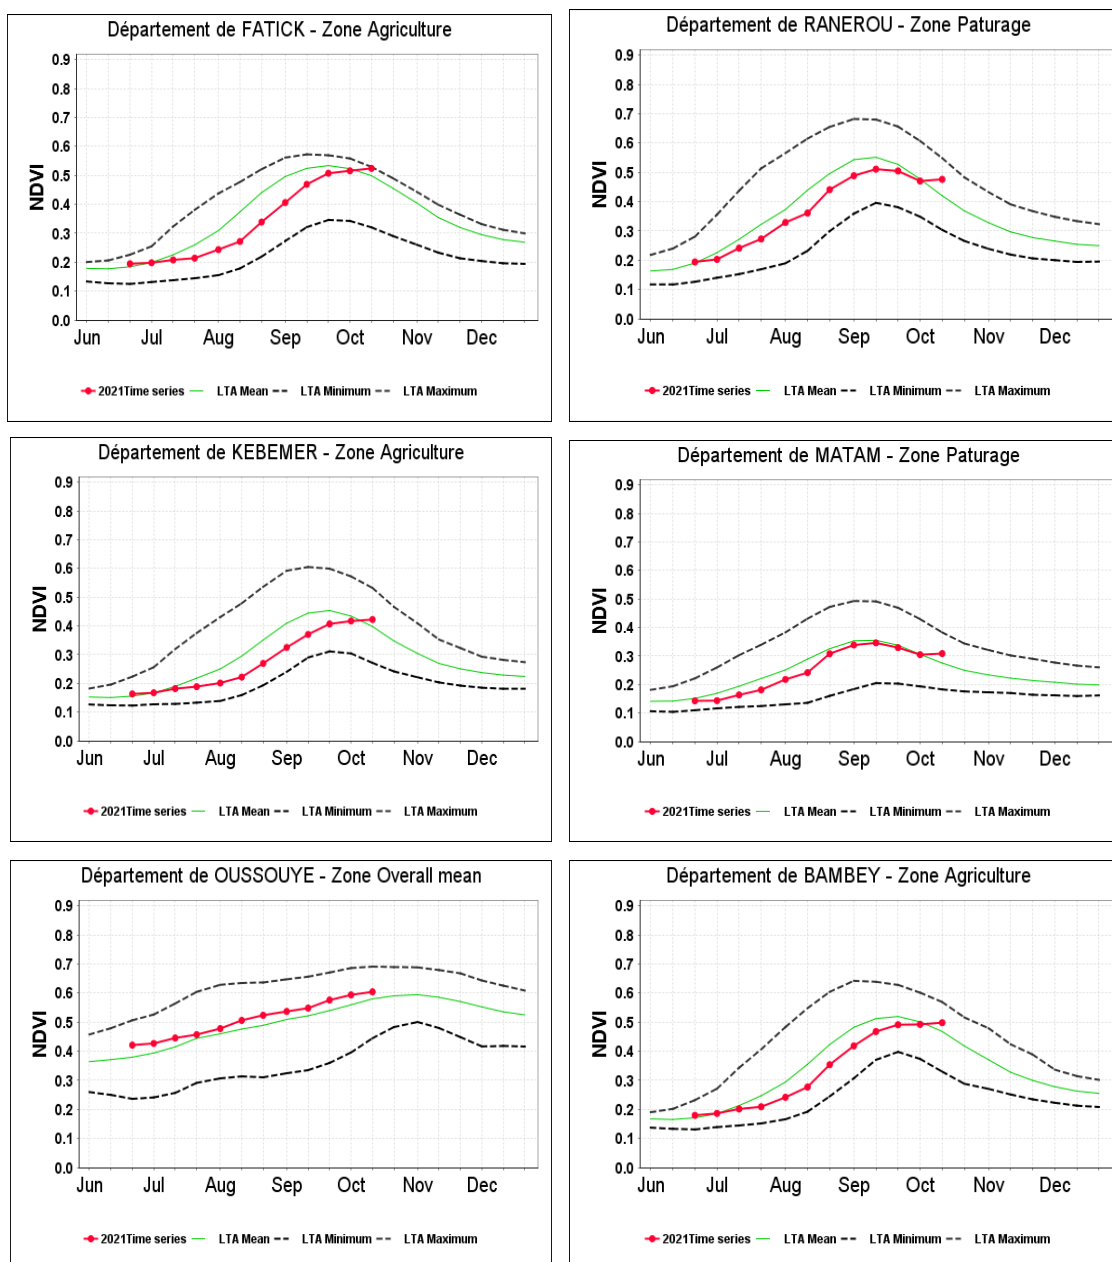 Département de FATICK - Zone Agriculture
NDVI
0.9
0.8
0.7
0.6
0.5
0.4
0.3
0.2
0.1
0.0
Jun Jul Aug Sep Oct Nov Dec
2021Time series LTA Mean LTA Minimum LTA Maximum
Département de RANEROU - Zone Paturage
NDVI
0.9
0.8
0.7
0.6
0.5
0.4
0.3
0.2
0.1
0.0
Jun Jul Aug Sep Oct Nov Dec
2021Time series LTA Mean LTA Minimum LTA Maximum
Département de KEBEMER - Zone Agriculture
NDVI
0.9
0.8
0.7
0.6
0.5
0.4
0.3
0.2
0.1
0.0
Jun Jul Aug Sep Oct Nov Dec
2021Time series LTA Mean LTA Minimum LTA Maximum
Département de MATAM - Zone Paturage
NDVI
0.9
0.8
0.7
0.6
0.5
0.4
0.3
0.2
0.1
0.0
Jun Jul Aug Sep Oct Nov Dec
2021Time series LTA Mean LTA Minimum LTA Maximum
Département de OUSSOUYE - Zone Overall mean
NDVI
0.9
0.8
0.7
0.6
0.5
0.4
0.3
0.2
0.1
0.0
Jun Jul Aug Sep Oct Nov Dec
2021Time series LTA Mean LTA Minimum LTA Maximum
Département de BAMBEY - Zone Agriculture
NDVI
0.9
0.8
0.7
0.6
0.5
0.4
0.3
0.2
0.1
0.0
Jun Jul Aug Sep Oct Nov Dec
2021Time series LTA Mean LTA Minimum LTA Maximum